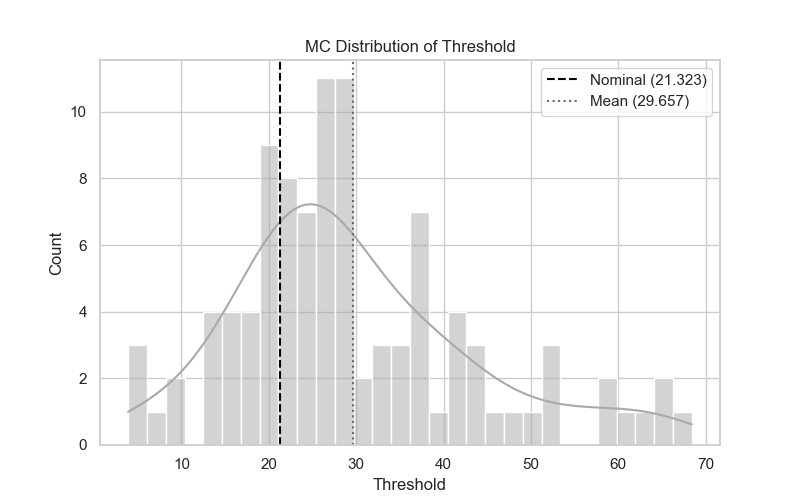 MC Distribution of Threshold
Nominal (21.323)
Mean (29.657)
10
8
6
4
2
0
Count
10 20 30 40 50 60 70
Threshold